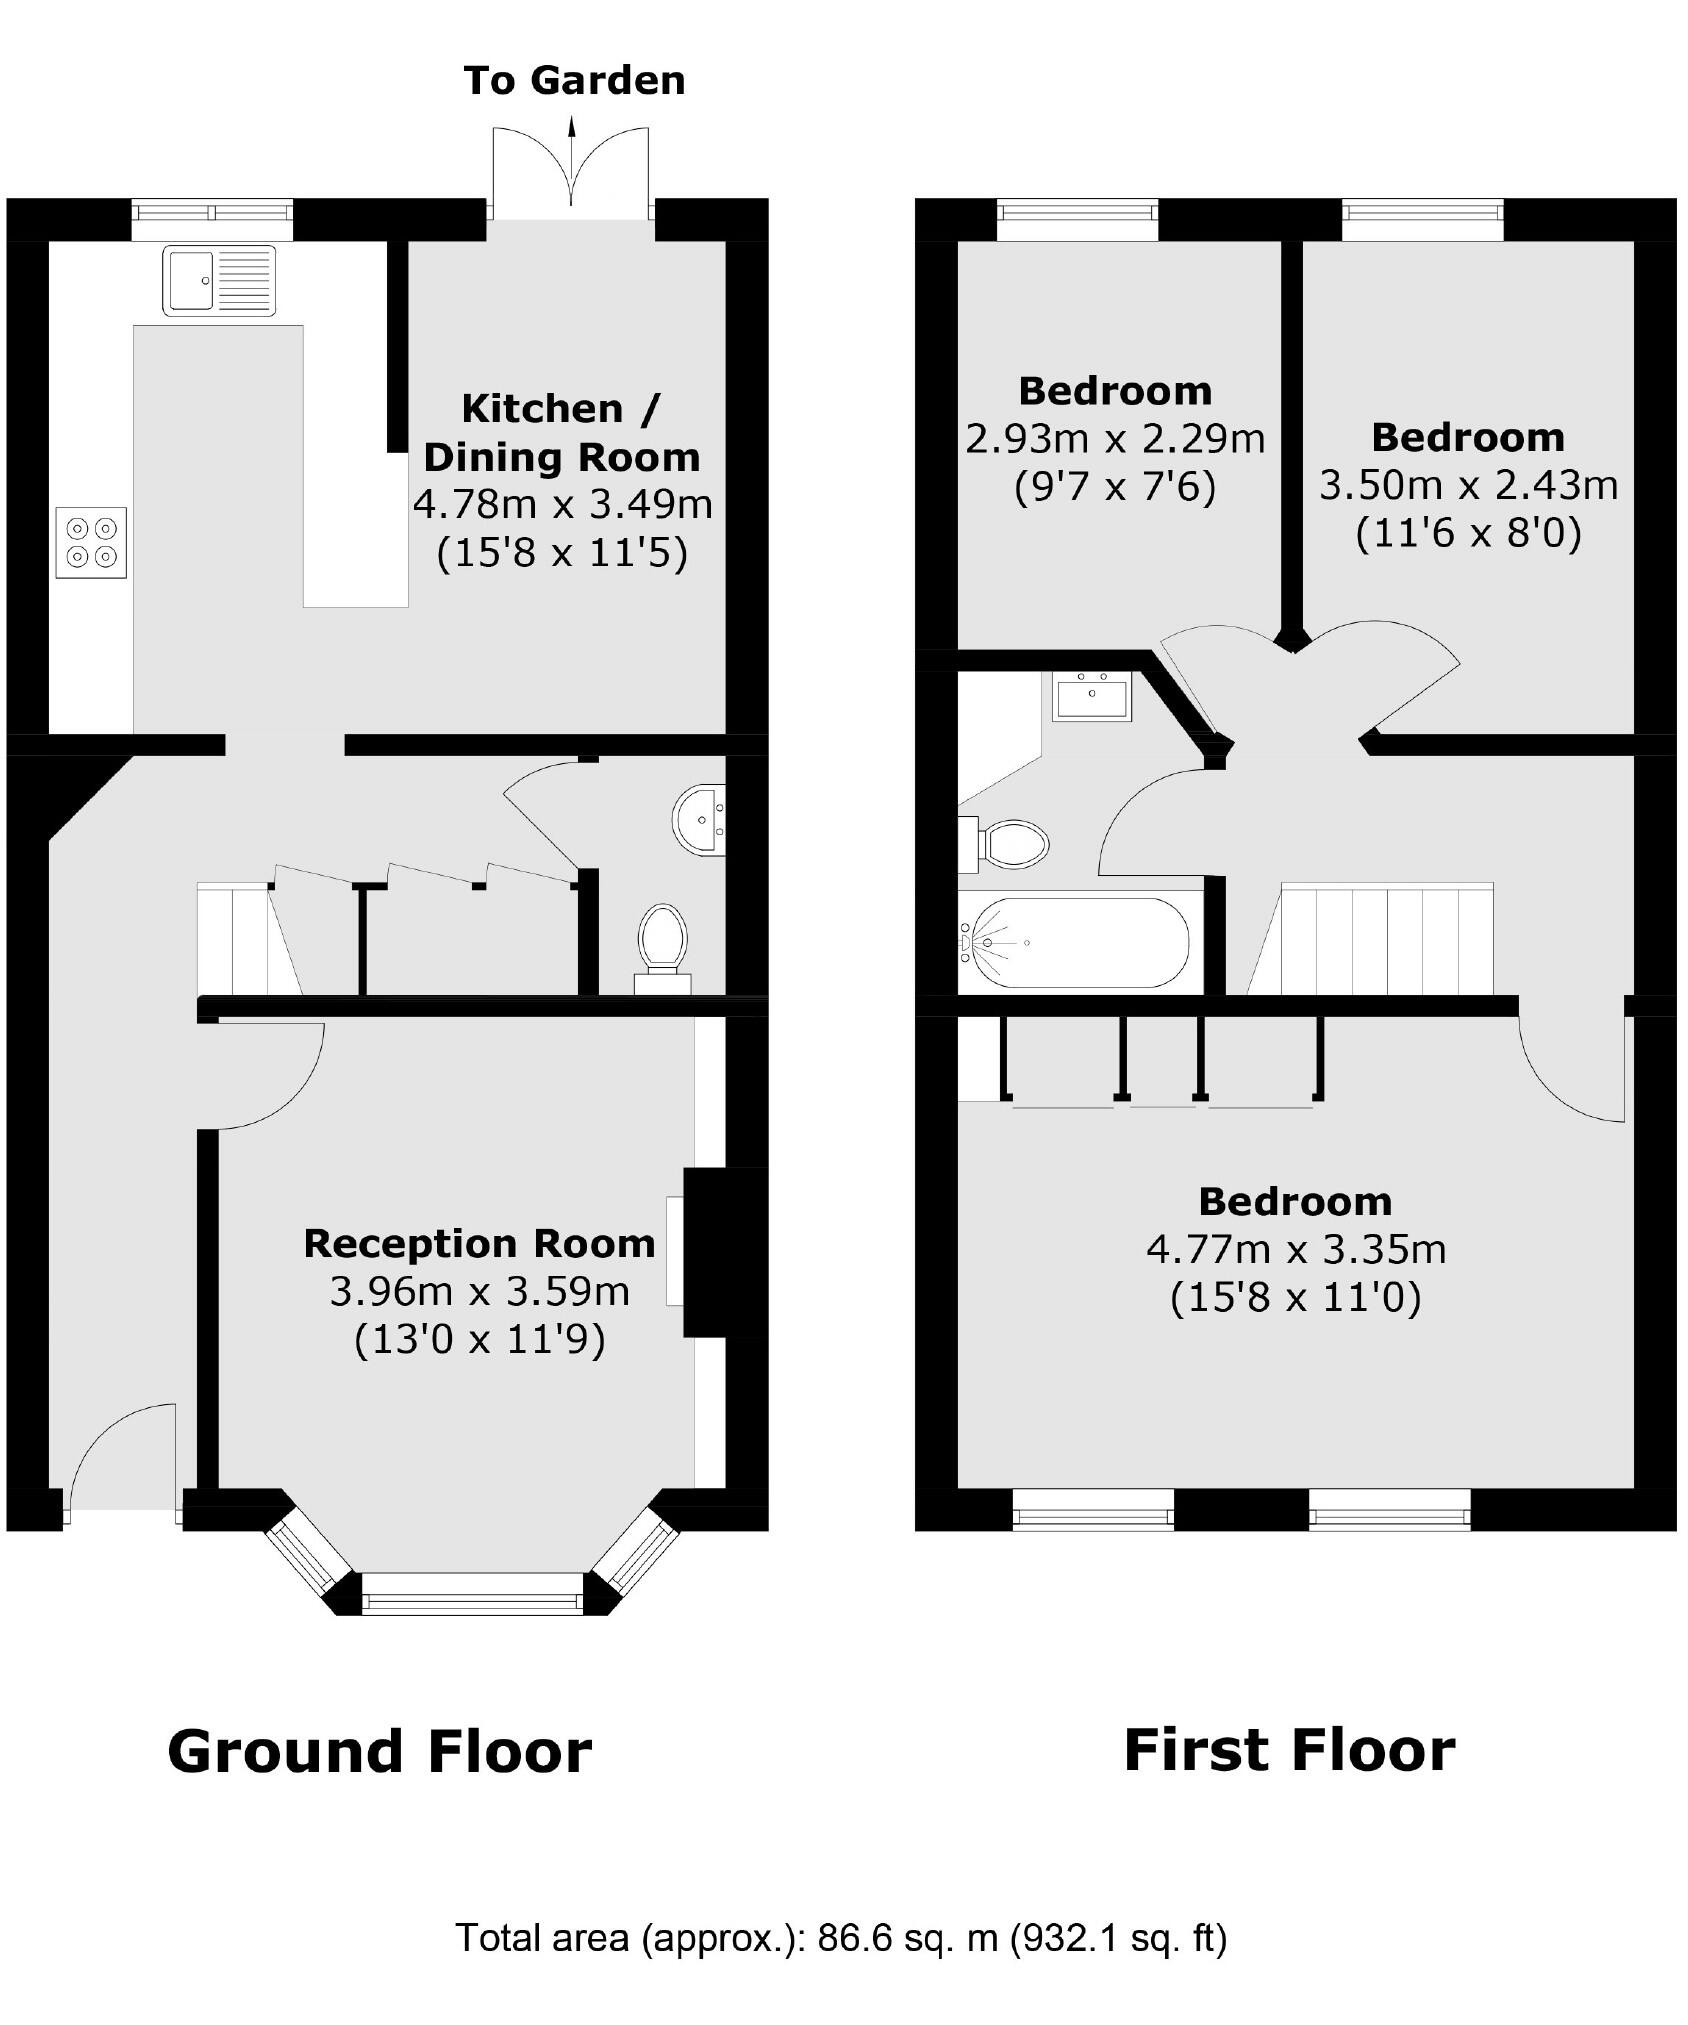 To Garden
Kitchen /
Dining Room
4.78m x 3.49m
(15'8 x 11'5)
Reception Room
3.96m x 3.59m
(13'0 x 11'9)
Ground Floor
Bedroom
2.93m x 2.29m
(9'7 x 7'6)
Bedroom
3.50m x 2.43m
(11'6 x 8'0)
Bedroom
4.77m x 3.35m
(15'8 x 11'0)
First Floor
Total area (approx.): 86.6 sq. m (932.1 sq. ft)